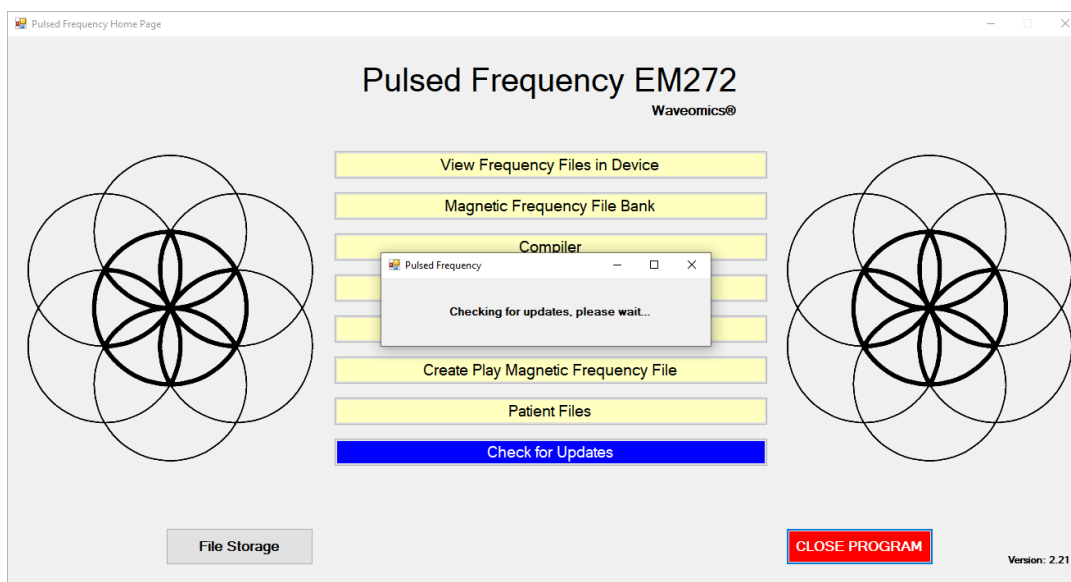 Pulsed Frequency Home Page
Pulsed Frequency EM272
Waveomics®
View Frequency Files in Device
Magnetic Frequency File Bank
Compiler
Pulsed Frequency
Checking for updates, please wait...
Create Play Magnetic Frequency File
Patient Files
Check for Updates
File Storage
CLOSE PROGRAM
Version: 2.21